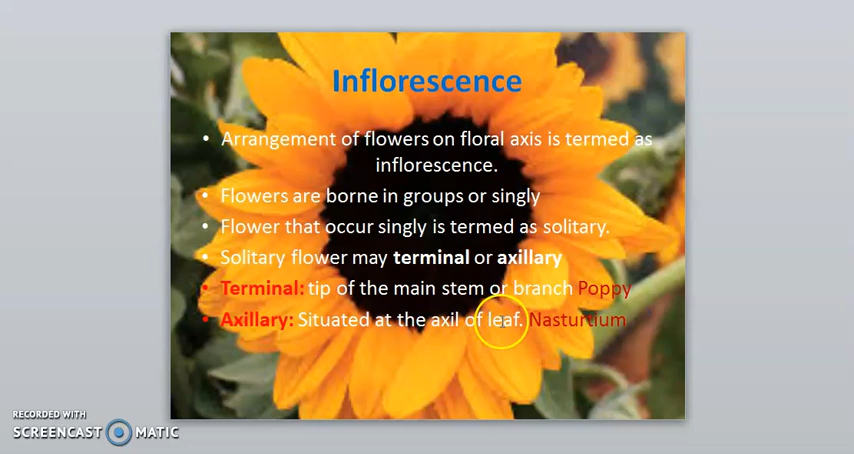 Inflorescence
• Arrangement of flowers on floral axis is termed as
inflorescence.
• Flowers are borne in groups or singly
• Flower that occur singly is termed as solitary.
• Solitary flower may terminal or axillary
• Terminal: tip of the main stem or branch Poppy
• Axillary: Situated at the axil of leaf. Nasturtium
RECORDED WITH
SCREENCAST MATIC